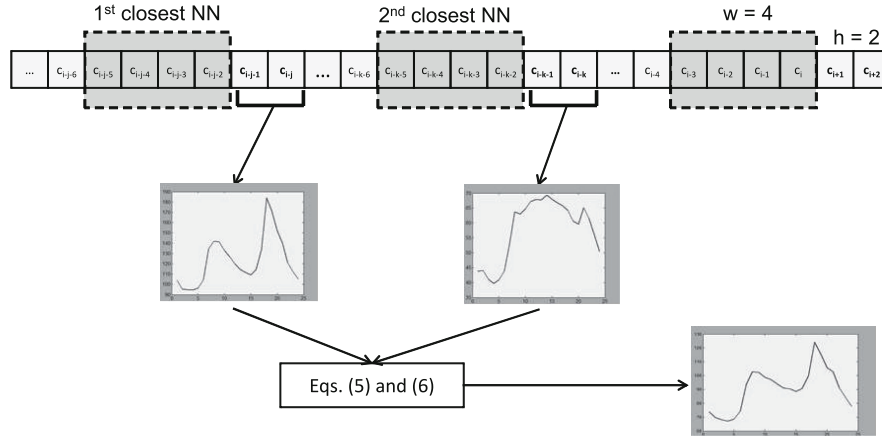 1st closest NN 2nd closest NN w = 4
h = 2
... ci-j-6 ci-j-5 ci-j-4 ci-j-3 ci-j-2 ci-j-1 ci-j ... ci-k-6 ci-k-5 ci-k-4 ci-k-3 ci-k-2 ci-k-1 ci-k ... ci-4 ci-3 ci-2 ci-1 ci ci+1 ci+2
Eqs. (5) and (6)